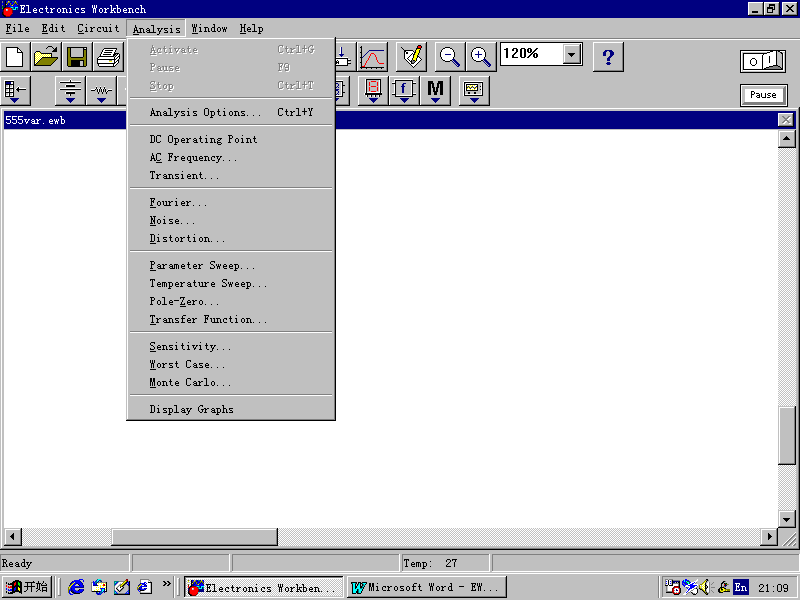 Electronics Workbench
File Edit Circuit Analysis Window Help
120%
?
Pause
f
M
555var.ewb
Activate Ctrl+G
Pause F9
Stop Ctrl+T
Analysis Options... Ctrl+Y
DC Operating Point
AC Frequency...
Transient...
Fourier...
Noise...
Distortion...
Parameter Sweep...
Temperature Sweep...
Pole-Zero...
Transfer Function...
Sensitivity...
Worst Case...
Monte Carlo...
Display Graphs
Ready
Temp: 27
开始
Electronics Workben...
Microsoft Word - EW...
En
21:09